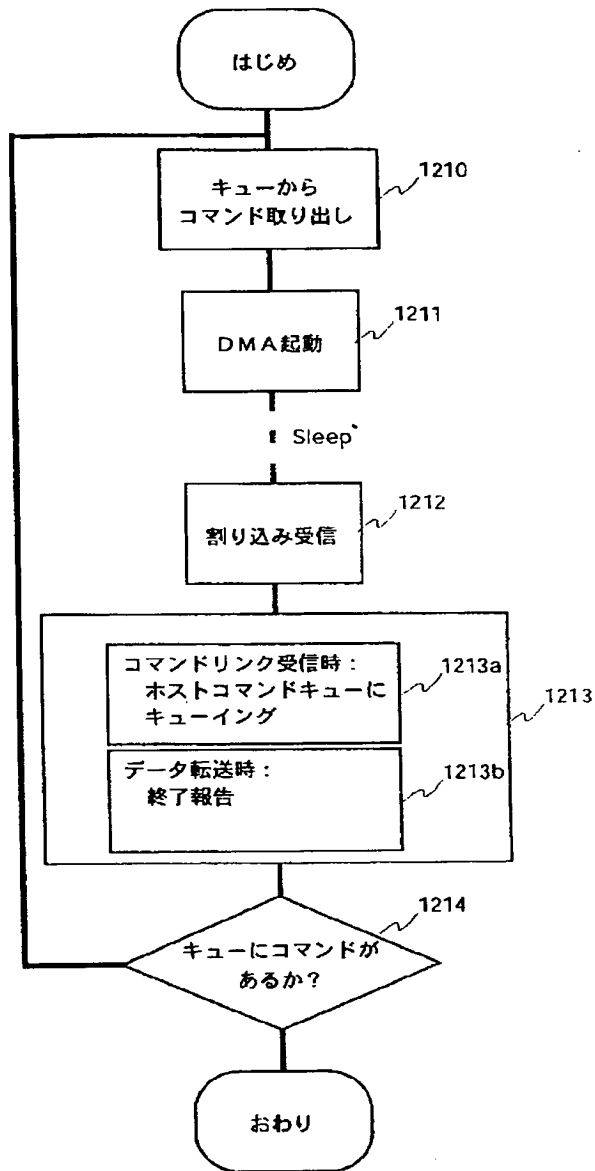 はじめ
キューから
コマンド取り出し
1210
DMA起動
1211
Sleep
割り込み受信
1212
コマンドリンク受信時:
ホストコマンドキューに
キューイング
1213a
1213
データ転送時:
終了報告
1213b
1214
キューにコマンドが
あるか?
おわり